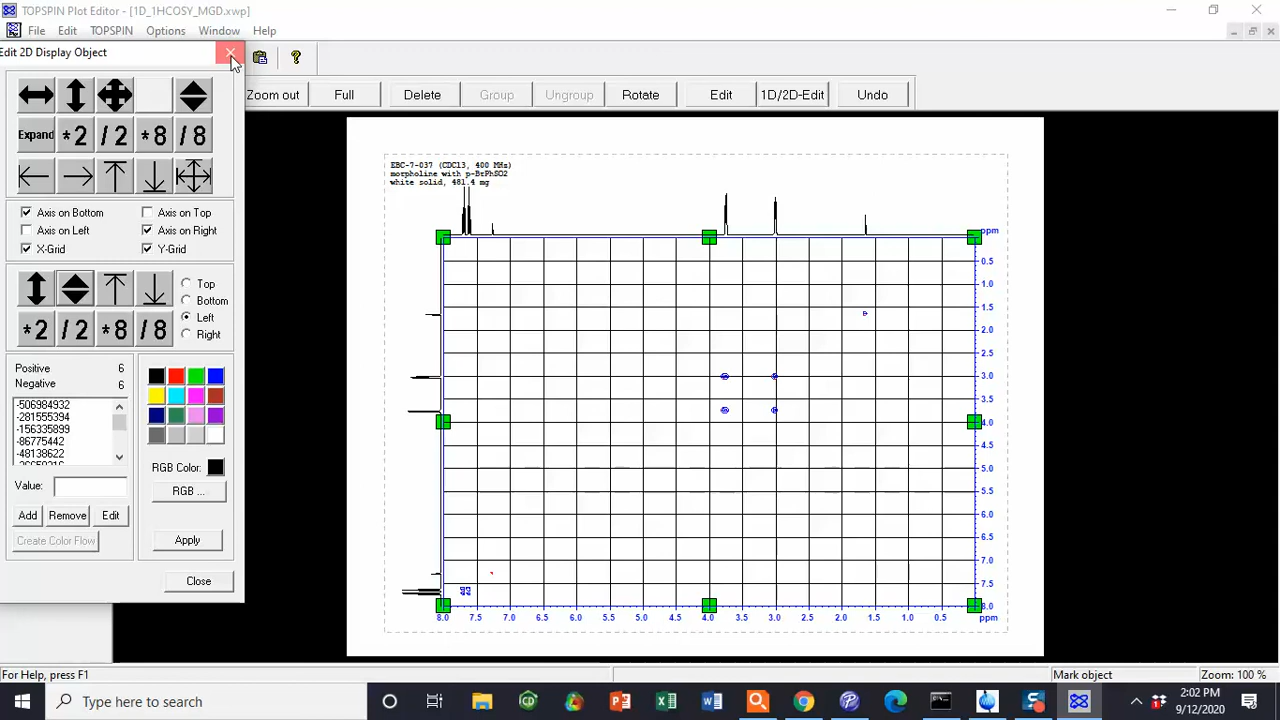 TOPSPIN Plot Editor - [1D_1HCOSY_MGD.xwp]
File Edit TOPSPIN Options Window Help
Edit 2D Display Object
Zoom out Full Delete Group Ungroup Rotate Edit 1D/2D-Edit Undo
Expand *2 /2 *8 /8
Axis on Bottom Axis on Top
Axis on Left Axis on Right
X-Grid Y-Grid
Top
Bottom
Left
Right
*2 /2 *8 /8
Positive 6
Negative 6
-506984932
-281555394
-156335899
-86775442
-48138622
Value:
Add Remove Edit
Create Color Flow
RGB Color:
RGB ...
Apply
Close
EBC-7-037 (CDCl3, 400 MHz)
morpholine with p-BrPhSO2
white solid, 481.4 mg
ppm
0.5
1.0
1.5
2.0
2.5
3.0
3.5
4.0
4.5
5.0
5.5
6.0
6.5
7.0
7.5
8.0
8.0 7.5 7.0 6.5 6.0 5.5 5.0 4.5 4.0 3.5 3.0 2.5 2.0 1.5 1.0 0.5 ppm
For Help, press F1 Mark object Zoom: 100 %
Type here to search
2:02 PM
9/12/2020